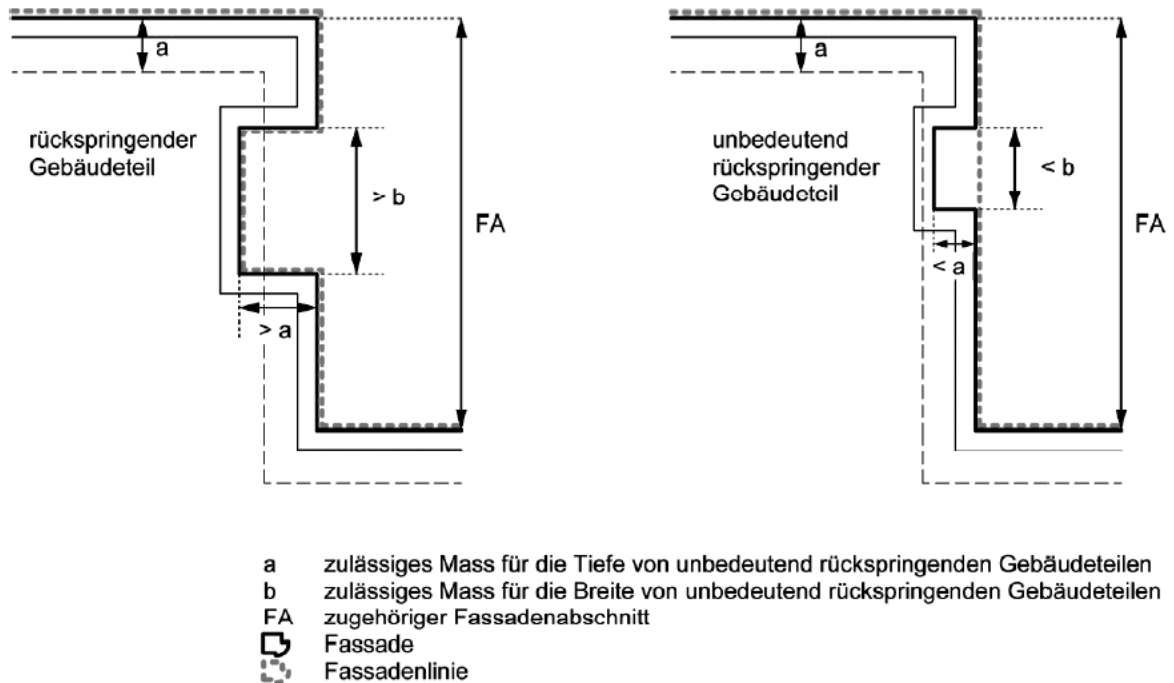 a
rückspringender
Gebäudeteil
> b
FA
> a
a
unbedeutend
rückspringender
Gebäudeteil
< b
FA
< a
a zulässiges Mass für die Tiefe von unbedeutend rückspringenden Gebäudeteilen
b zulässiges Mass für die Breite von unbedeutend rückspringenden Gebäudeteilen
FA zugehöriger Fassadenabschnitt
Fassade
Fassadenlinie